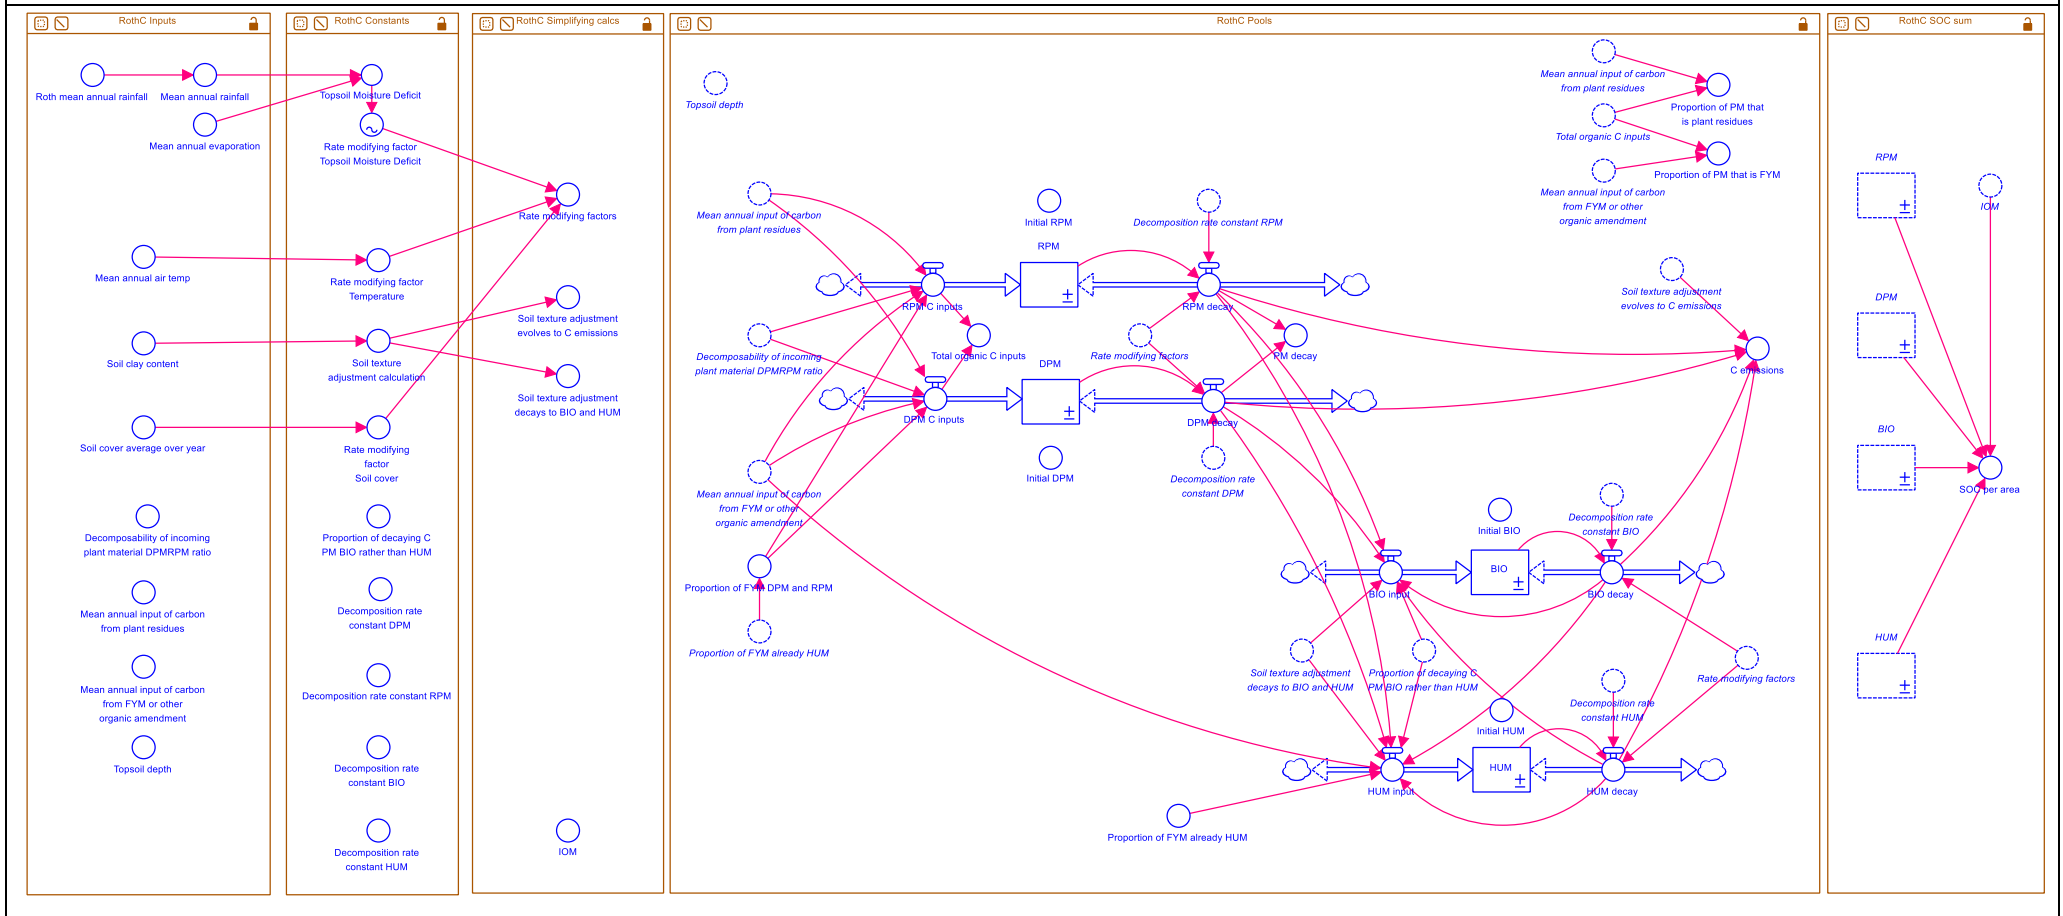 RothC Inputs
Roth mean annual rainfall
Mean annual rainfall
Mean annual evaporation
Mean annual air temp
Soil clay content
Soil cover average over year
Decomposability of incoming
plant material DPMRPM ratio
Mean annual input of carbon
from plant residues
Mean annual input of carbon
from FYM or other
organic amendment
Topsoil depth
RothC Constants
Topsoil Moisture Deficit
Rate modifying factor
Topsoil Moisture Deficit
Rate modifying factor
Temperature
Soil texture
adjustment calculation
Rate modifying
factor
Soil cover
Proportion of decaying C
PM BIO rather than HUM
Decomposition rate
constant DPM
Decomposition rate constant RPM
Decomposition rate
constant BIO
Decomposition rate
constant HUM
RothC Simplifying calcs
Rate modifying factors
Soil texture adjustment
evolves to C emissions
Soil texture adjustment
decays to BIO and HUM
IOM
RothC Pools
Topsoil depth
Mean annual input of carbon
from plant residues
Proportion of PM that
is plant residues
Total organic C inputs
Proportion of PM that is FYM
Mean annual input of carbon
from FYM or other
organic amendment
Mean annual input of carbon
from plant residues
Initial RPM
Decomposition rate constant RPM
RPM
RPM C inputs
RPM decay
Soil texture adjustment
evolves to C emissions
Decomposability of incoming
plant material DPMRPM ratio
Total organic C inputs
Rate modifying factors
PM decay
C emissions
DPM
DPM C inputs
DPM decay
Initial DPM
Decomposition rate
constant DPM
Mean annual input of carbon
from FYM or other
organic amendment
Proportion of FYM DPM and RPM
Proportion of FYM already HUM
Initial BIO
Decomposition rate
constant BIO
BIO
BIO input
BIO decay
Soil texture adjustment
decays to BIO and HUM
Proportion of decaying C
PM BIO rather than HUM
Rate modifying factors
Initial HUM
Decomposition rate
constant HUM
HUM
HUM input
HUM decay
Proportion of FYM already HUM
RothC SOC sum
RPM
IOM
DPM
BIO
SOC per area
HUM